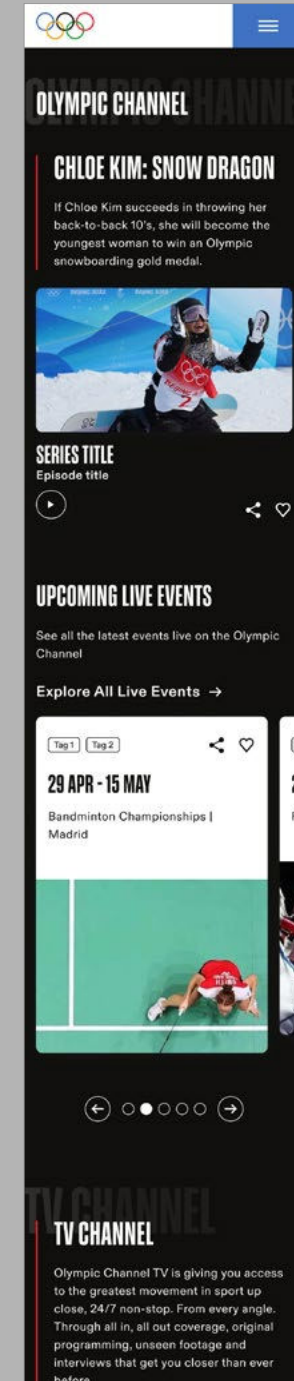 OLYMPIC CHANNEL
CHLOE KIM: SNOW DRAGON
If Chloe Kim succeeds in throwing her
back-to-back 10's, she will become the
youngest woman to win an Olympic
snowboarding gold medal.
SERIES TITLE
Episode title
UPCOMING LIVE EVENTS
See all the latest events live on the Olympic
Channel
Explore All Live Events →
Tag 1 Tag 2
29 APR - 15 MAY
Bandminton Championships |
Madrid
TV CHANNEL
TV CHANNEL
Olympic Channel TV is giving you access
to the greatest movement in sport up
close, 24/7 non-stop. From every angle.
Through all in, all out coverage, original
programming, unseen footage and
interviews that get you closer than ever
before